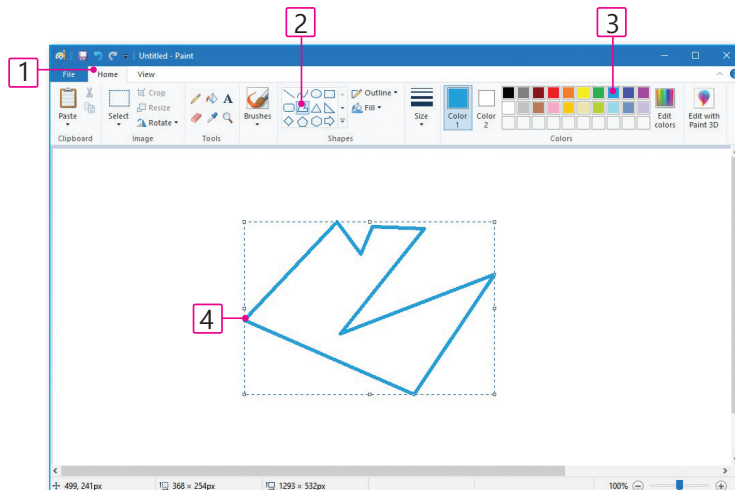 2
3
1
Untitled - Paint
File
Home
View
Paste
Select
Crop
Resize
Rotate
A
Brushes
Outline
Fill
Size
Color
1
Color
2
Edit
colors
Edit with
Paint 3D
Clipboard
Image
Tools
Shapes
Colors
4
499, 241px
368 × 254px
1293 × 532px
100%